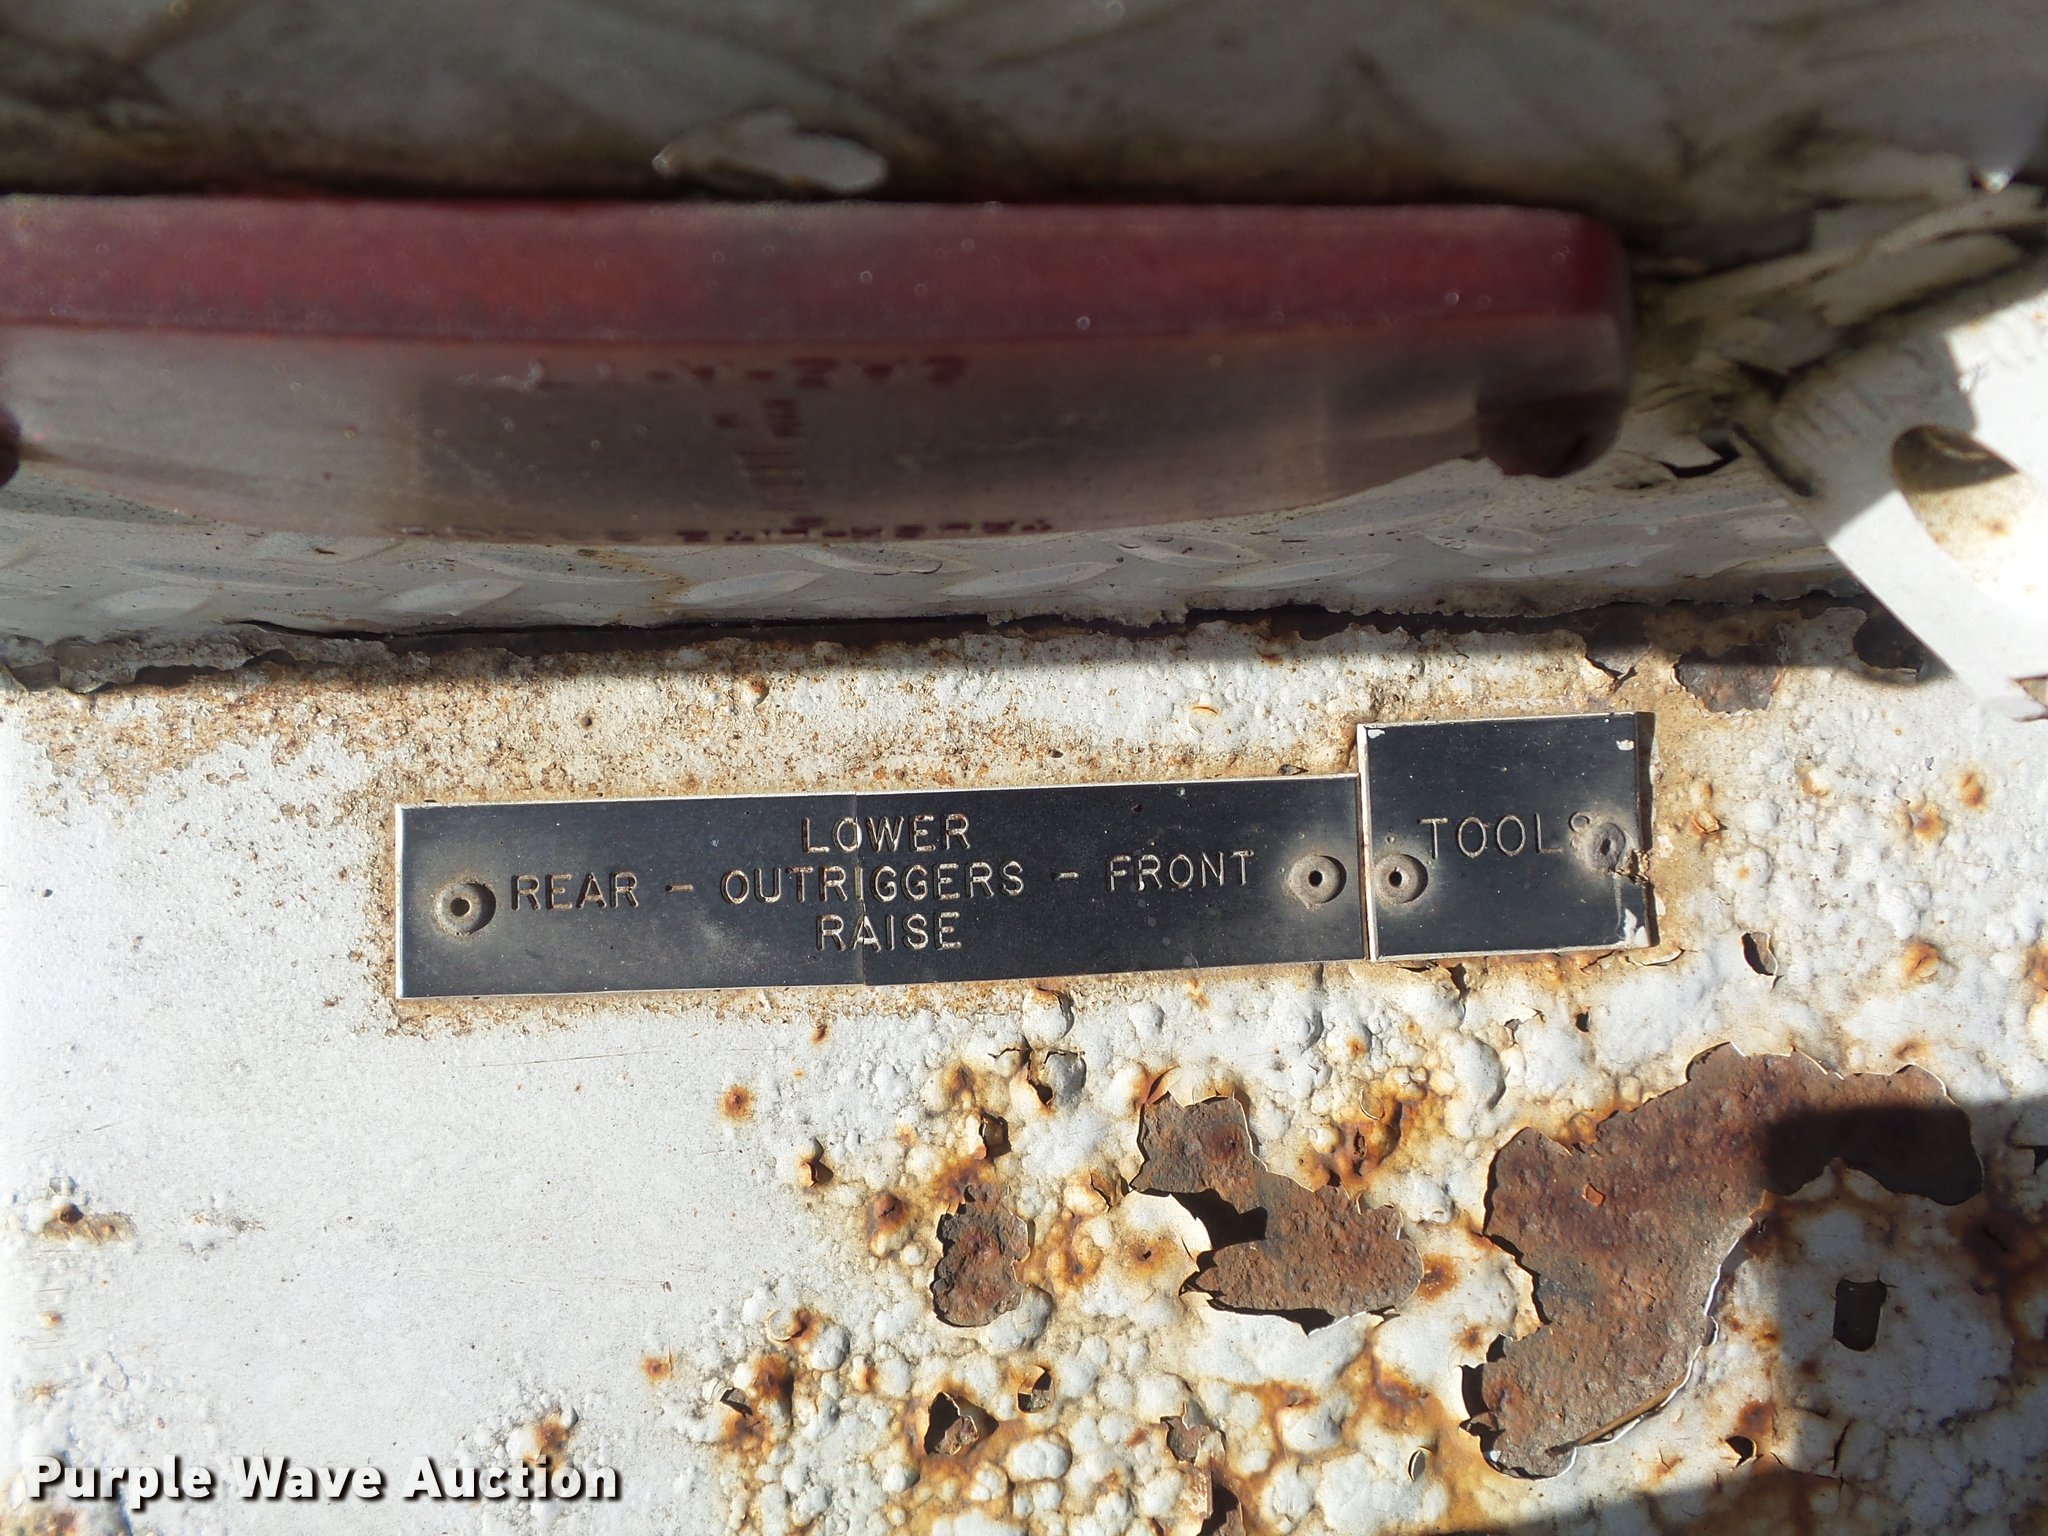 LOWER
REAR - OUTRIGGERS - FRONT
RAISE
TOOLS
Purple Wave Auction